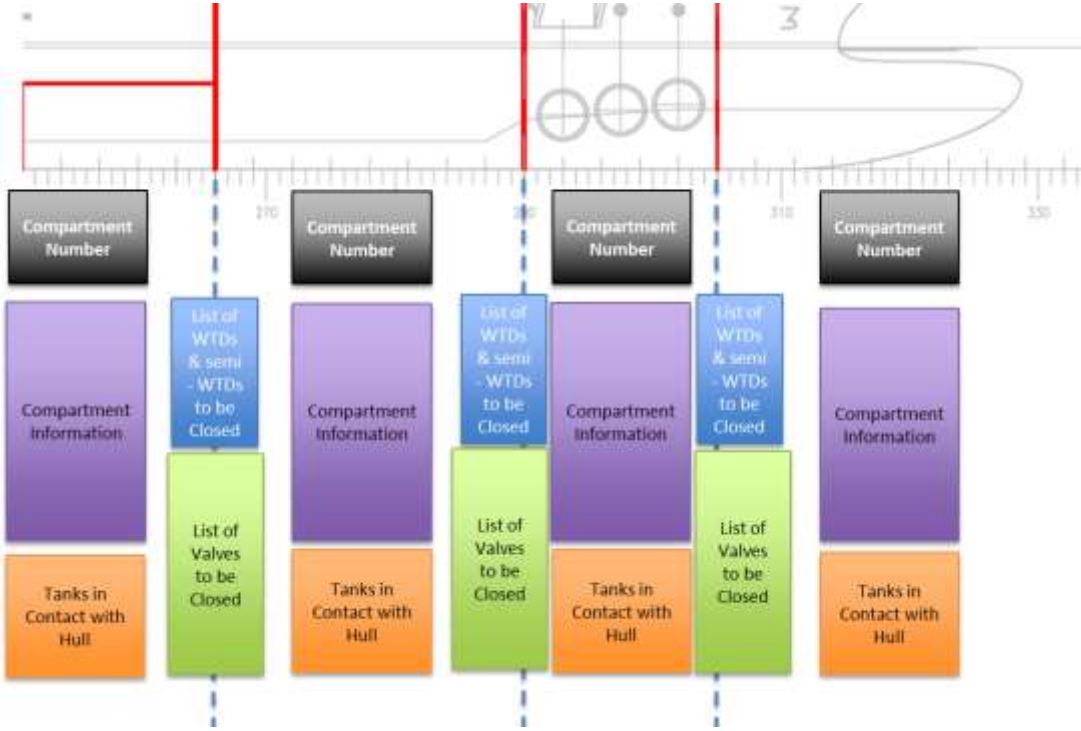 3
270
310
330
Compartment
Number
Compartment
Number
Compartment
Number
Compartment
Number
List of
WTDs
& semi
- WTDs
to be
Closed
List of
WTDs
& semi
- WTDs
to be
Closed
List of
WTDs
& semi
- WTDs
to be
Closed
Compartment
Information
Compartment
Information
Compartment
Information
Compartment
Information
List of
Valves
to be
Closed
List of
Valves
to be
Closed
List of
Valves
to be
Closed
Tanks in
Contact with
Hull
Tanks in
Contact with
Hull
Tanks in
Contact with
Hull
Tanks in
Contact with
Hull